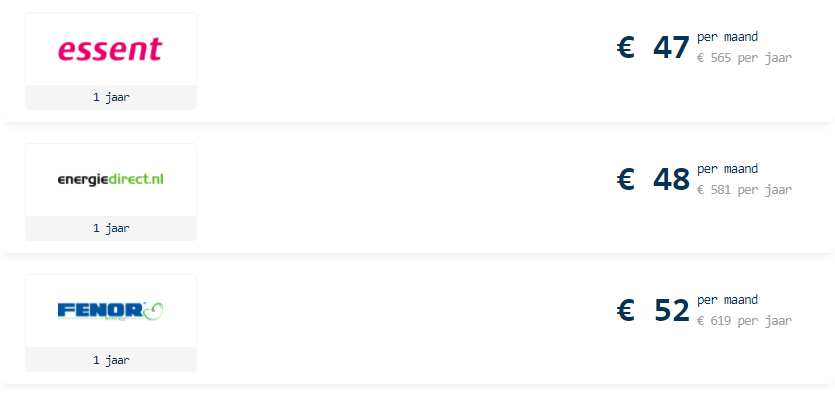 essent
€ 47 per maand
€ 565 per jaar
1 jaar
energiedirect.nl
€ 48 per maand
€ 581 per jaar
1 jaar
FENOR
€ 52 per maand
€ 619 per jaar
1 jaar